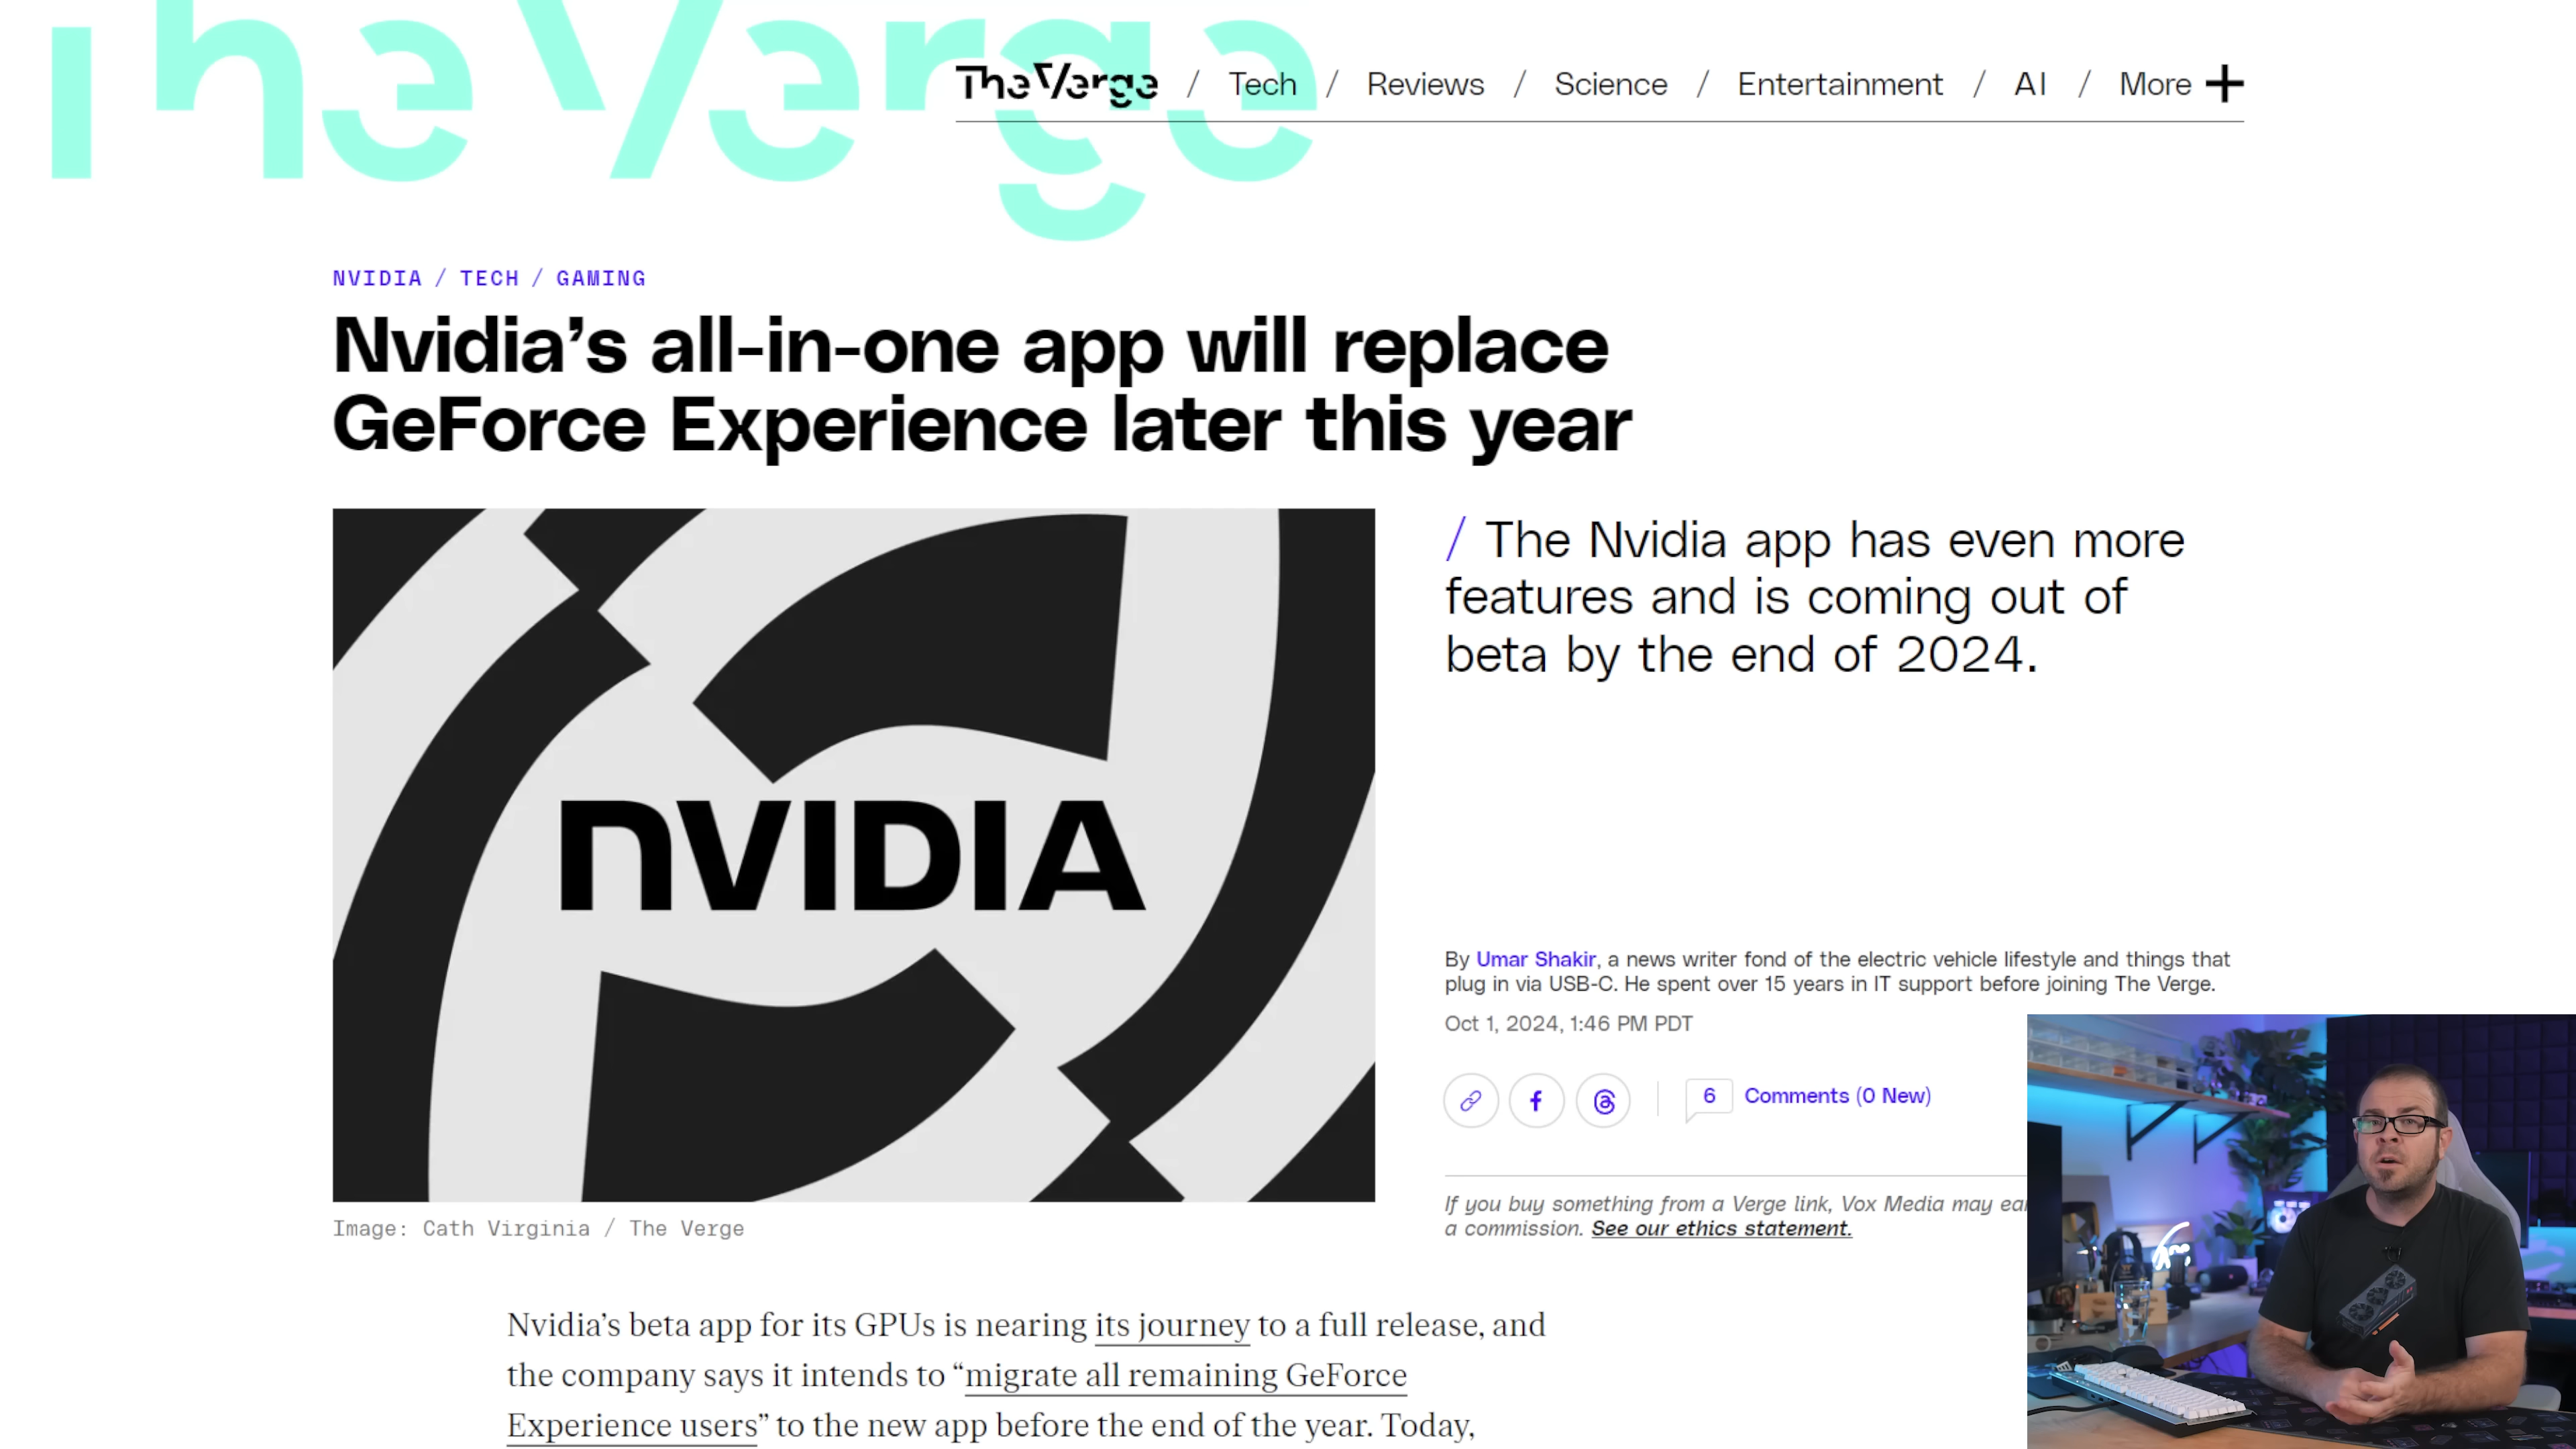 The Verge
The Verge / Tech / Reviews / Science / Entertainment / AI / More +
NVIDIA / TECH / GAMING
Nvidia’s all-in-one app will replace
GeForce Experience later this year
/ The Nvidia app has even more
features and is coming out of
beta by the end of 2024.
NVIDIA
By Umar Shakir, a news writer fond of the electric vehicle lifestyle and things that
plug in via USB-C. He spent over 15 years in IT support before joining The Verge.
Oct 1, 2024, 1:46 PM PDT
6 Comments (0 New)
If you buy something from a Verge link, Vox Media may ear
a commission. See our ethics statement.
Image: Cath Virginia / The Verge
Nvidia’s beta app for its GPUs is nearing its journey to a full release, and
the company says it intends to “migrate all remaining GeForce
Experience users” to the new app before the end of the year. Today,